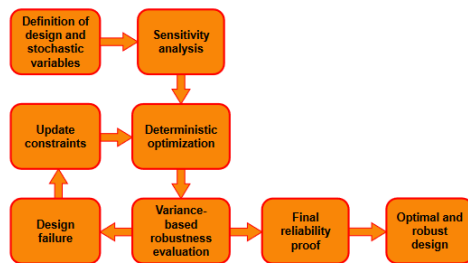 Definition of
design and
stochastic
variables
Sensitivity
analysis
Update
constraints
Deterministic
optimization
Design
failure
Variance-
based
robustness
evaluation
Final
reliability
proof
Optimal and
robust
design